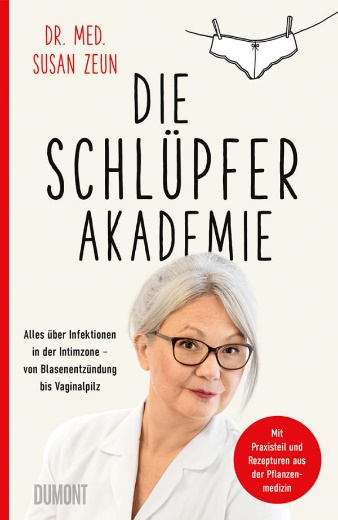 DR. MED.
SUSAN ZEUN
DIE
SCHLÜPFER
AKADEMIE
Alles über Infektionen
in der Intimzone –
von Blasenentzündung
bis Vaginalpilz
Mit
Praxisteil und
Rezepturen aus
der Pflanzen-
medizin
DUMONT